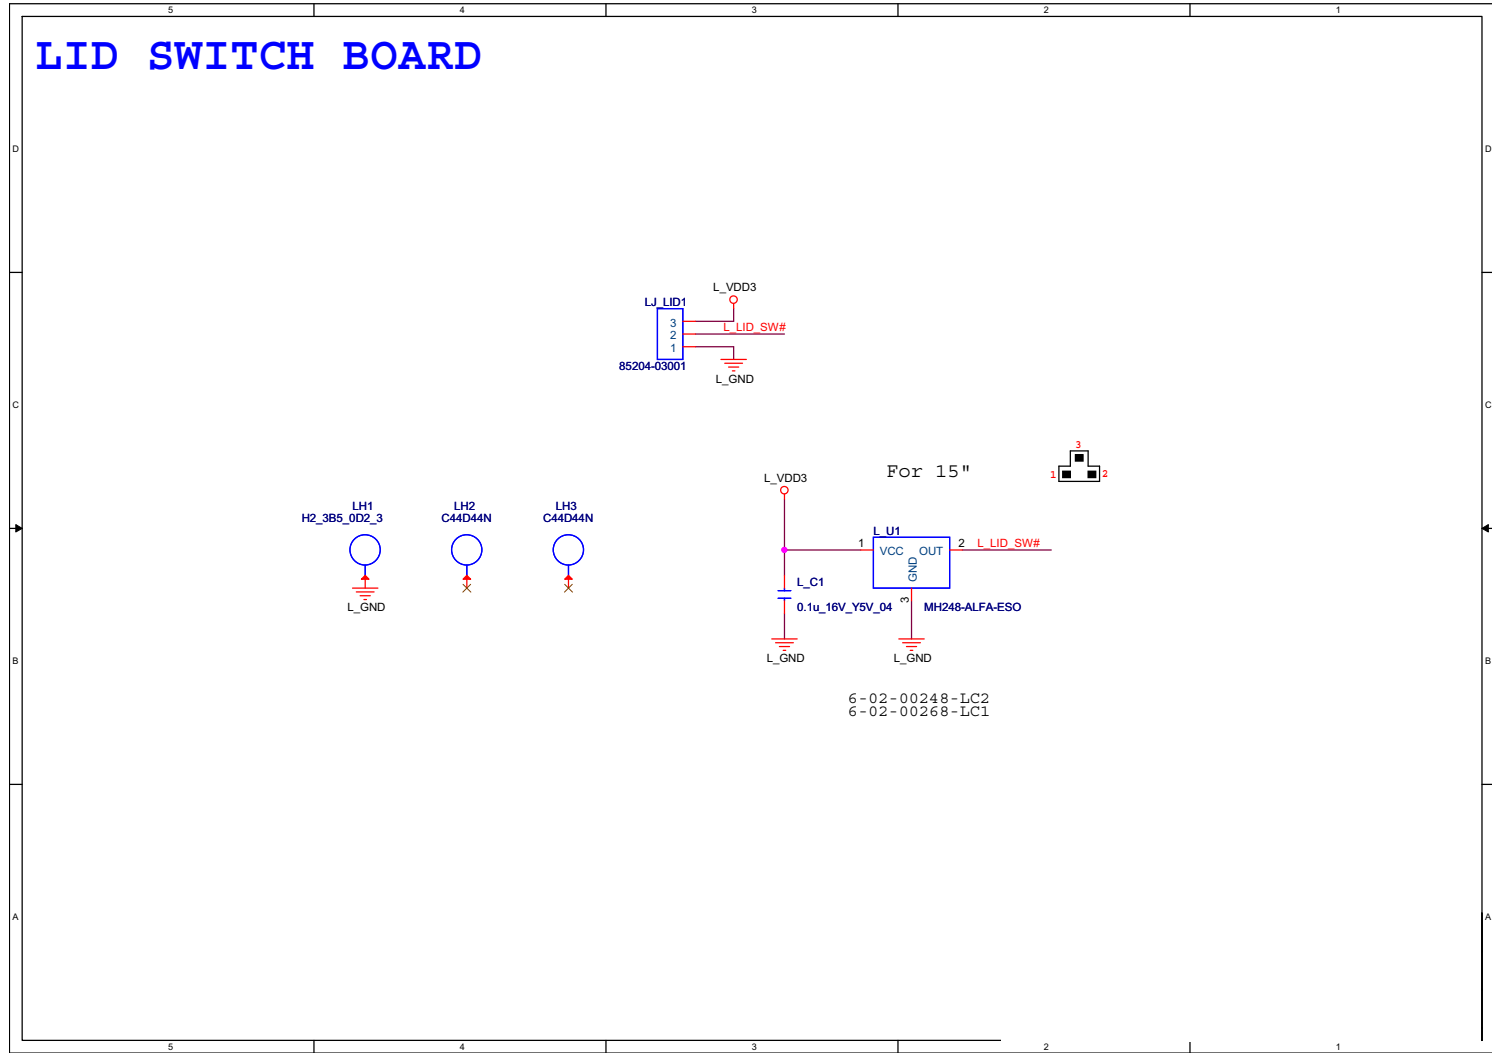 5 4 3 2 1
LID SWITCH BOARD
D D
L_VDD3
LJ_LID1
3
L_LID_SW#
2
1
85204-03001
L_GND
C C
3
1 2
For 15"
L_VDD3
LH1 LH2 LH3
H2_3B5_0D2_3 C44D44N C44D44N
L_U1
1 VCC OUT 2 L_LID_SW#
GND
L_C1
3
0.1u_16V_Y5V_04 MH248-ALFA-ESO
L_GND
L_GND L_GND
B B
6-02-00248-LC2
6-02-00268-LC1
A A
5 4 3 2 1